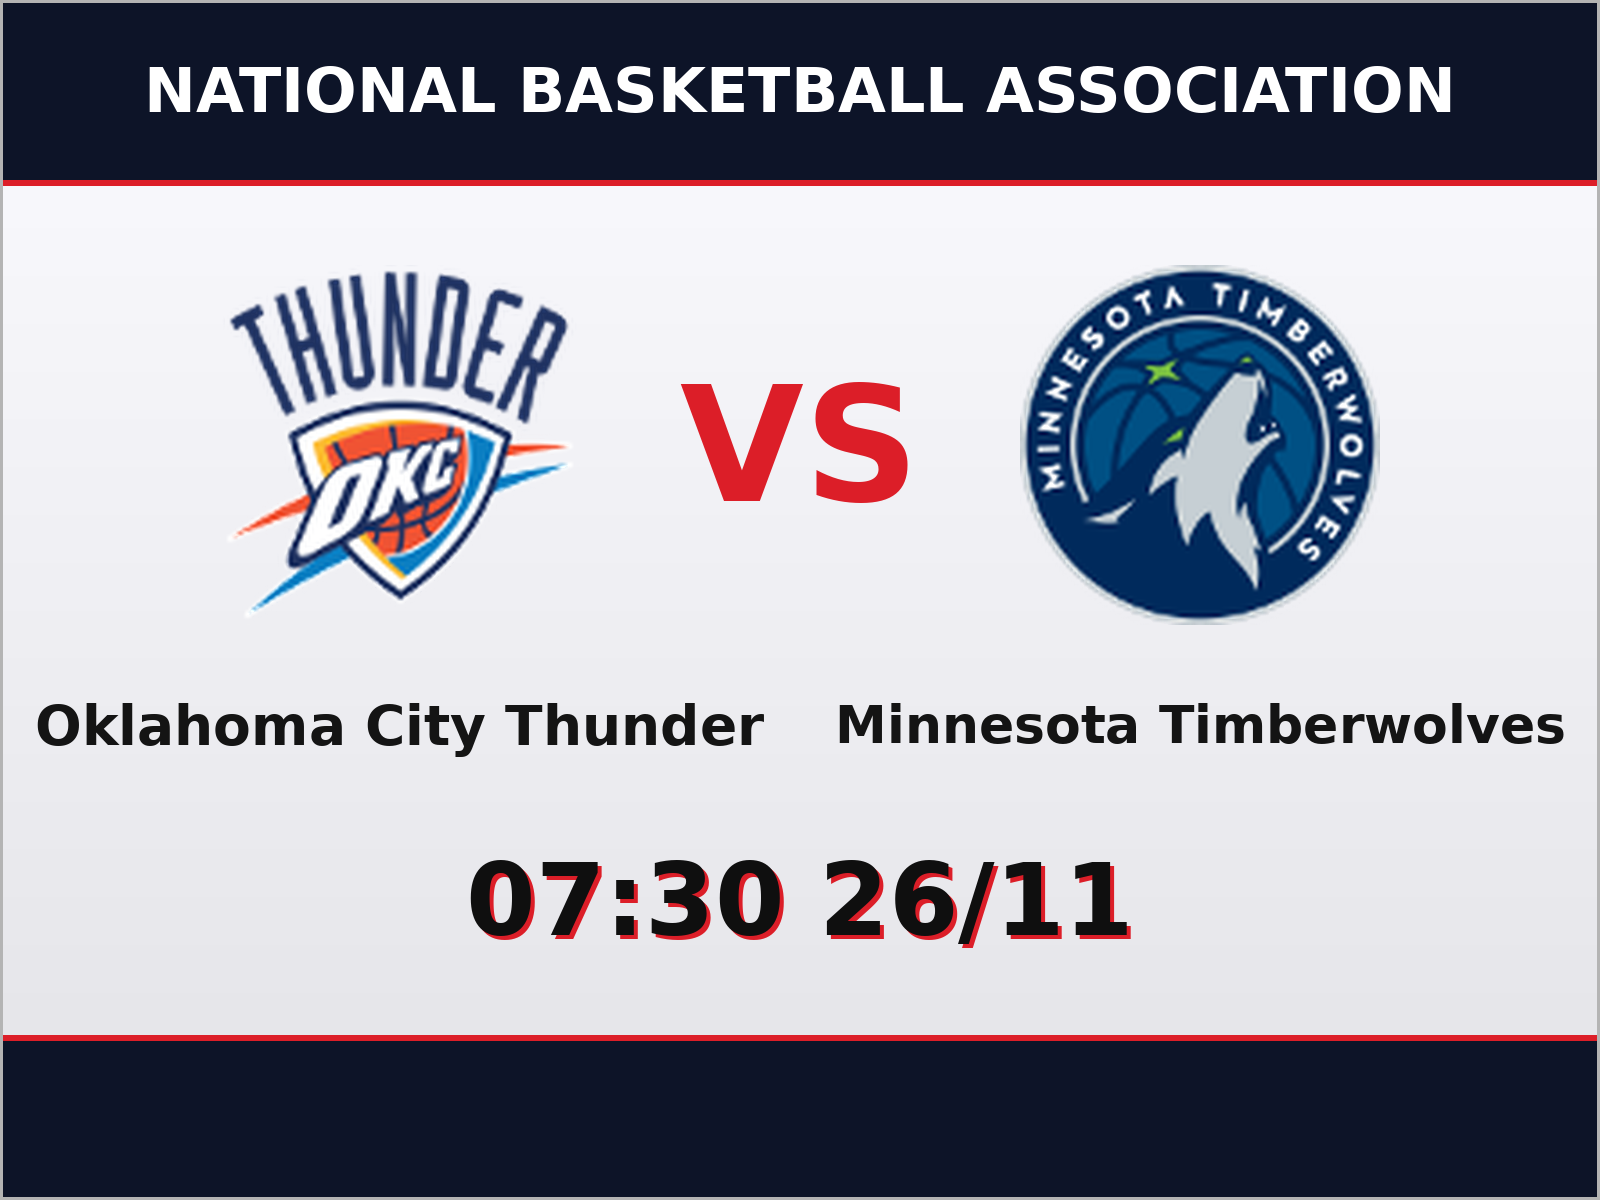 NATIONAL BASKETBALL ASSOCIATION
THUNDER
OKC
VS
MINNESOTA TIMBERWOLVES
Oklahoma City Thunder
Minnesota Timberwolves
07:30 26/11